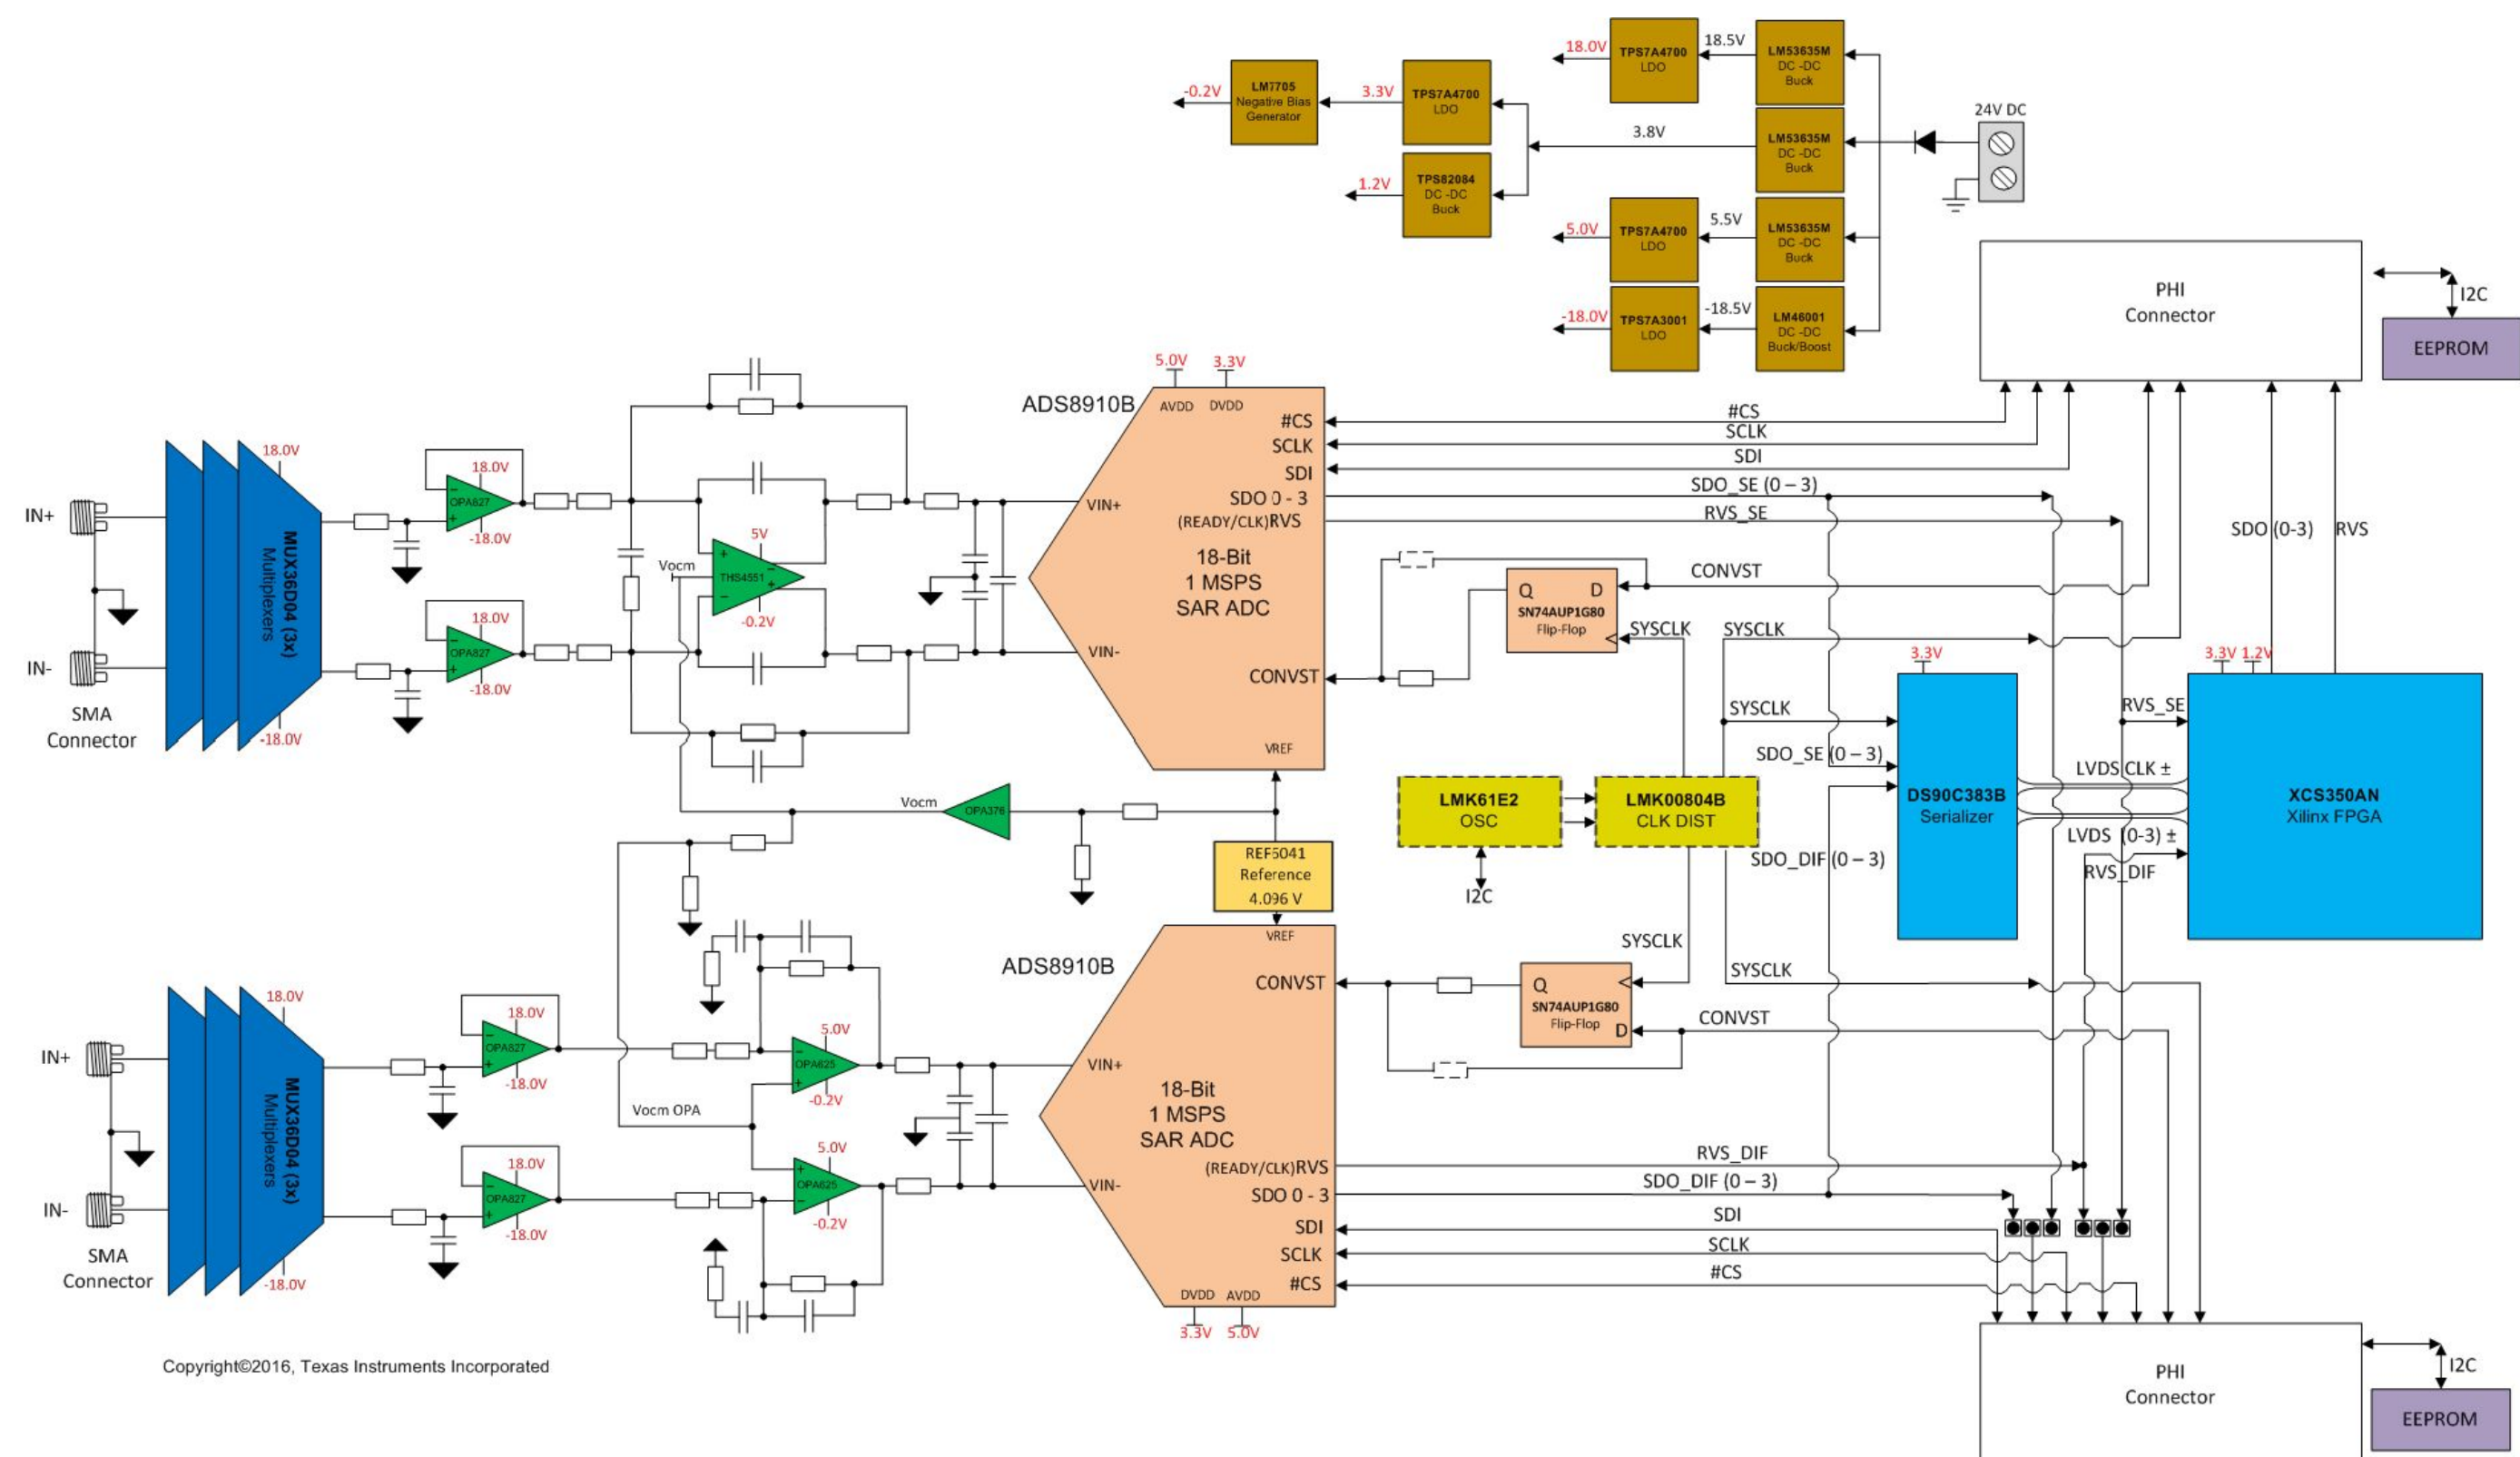 18.0V
TPS7A4700
LDO
18.5V
LM53635M
DC -DC
Buck
-0.2V
LM7705
Negative Bias
Generator
3.3V
TPS7A4700
LDO
3.8V
LM53635M
DC -DC
Buck
24V DC
1.2V
TPS82084
DC -DC
Buck
5.0V
TPS7A4700
LDO
5.5V
LM53635M
DC -DC
Buck
-18.0V
TPS7A3001
LDO
-18.5V
LM46001
DC -DC
Buck/Boost
PHI
Connector
I2C
EEPROM
IN+
IN-
SMA
Connector
18.0V
MUX36D04 (3x)
Multiplexers
-18.0V
18.0V
OPA827
-18.0V
18.0V
OPA827
-18.0V
Vocm
5V
THS4551
-0.2V
ADS8910B
5.0V
3.3V
AVDD
DVDD
VIN+
VIN-
#CS
SCLK
SDI
SDO 0 - 3
(READY/CLK)RVS
18-Bit
1 MSPS
SAR ADC
CONVST
VREF
#CS
SCLK
SDI
SDO_SE (0 – 3)
RVS_SE
CONVST
Q
D
SN74AUP1G80
Flip-Flop
SYSCLK
SYSCLK
SYSCLK
SDO_SE (0 – 3)
SDO (0-3)
RVS
3.3V
DS90C383B
Serializer
3.3V
1.2V
RVS_SE
LVDS CLK ±
XCS350AN
Xilinx FPGA
LVDS (0-3) ±
RVS_DIF
SDO_DIF (0 – 3)
Vocm
OPA376
REF5041
Reference
4.096 V
LMK61E2
OSC
I2C
LMK00804B
CLK DIST
SYSCLK
SYSCLK
IN+
IN-
SMA
Connector
18.0V
MUX36D04 (3x)
Multiplexers
-18.0V
18.0V
OPA827
-18.0V
18.0V
OPA827
-18.0V
Vocm OPA
5.0V
OPA625
-0.2V
5.0V
OPA625
-0.2V
ADS8910B
VREF
CONVST
VIN+
VIN-
18-Bit
1 MSPS
SAR ADC
(READY/CLK)RVS
SDO 0 - 3
SDI
SCLK
#CS
DVDD
AVDD
3.3V
5.0V
Q
SN74AUP1G80
Flip-Flop
D
CONVST
RVS_DIF
SDO_DIF (0 – 3)
SDI
SCLK
#CS
PHI
Connector
I2C
EEPROM
Copyright©2016, Texas Instruments Incorporated